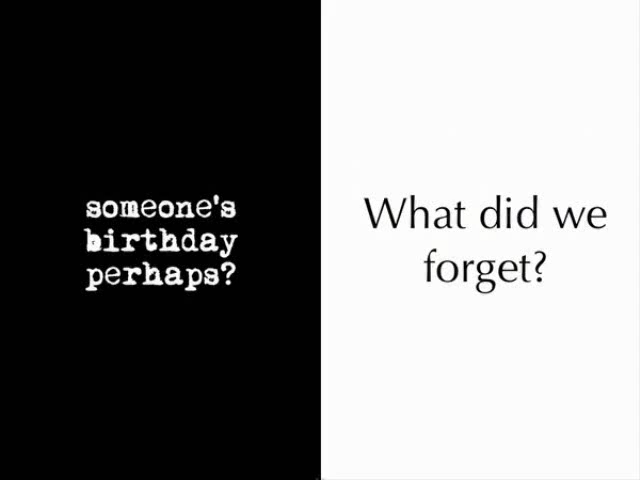 someone's
birthday
perhaps?
What did we
forget?